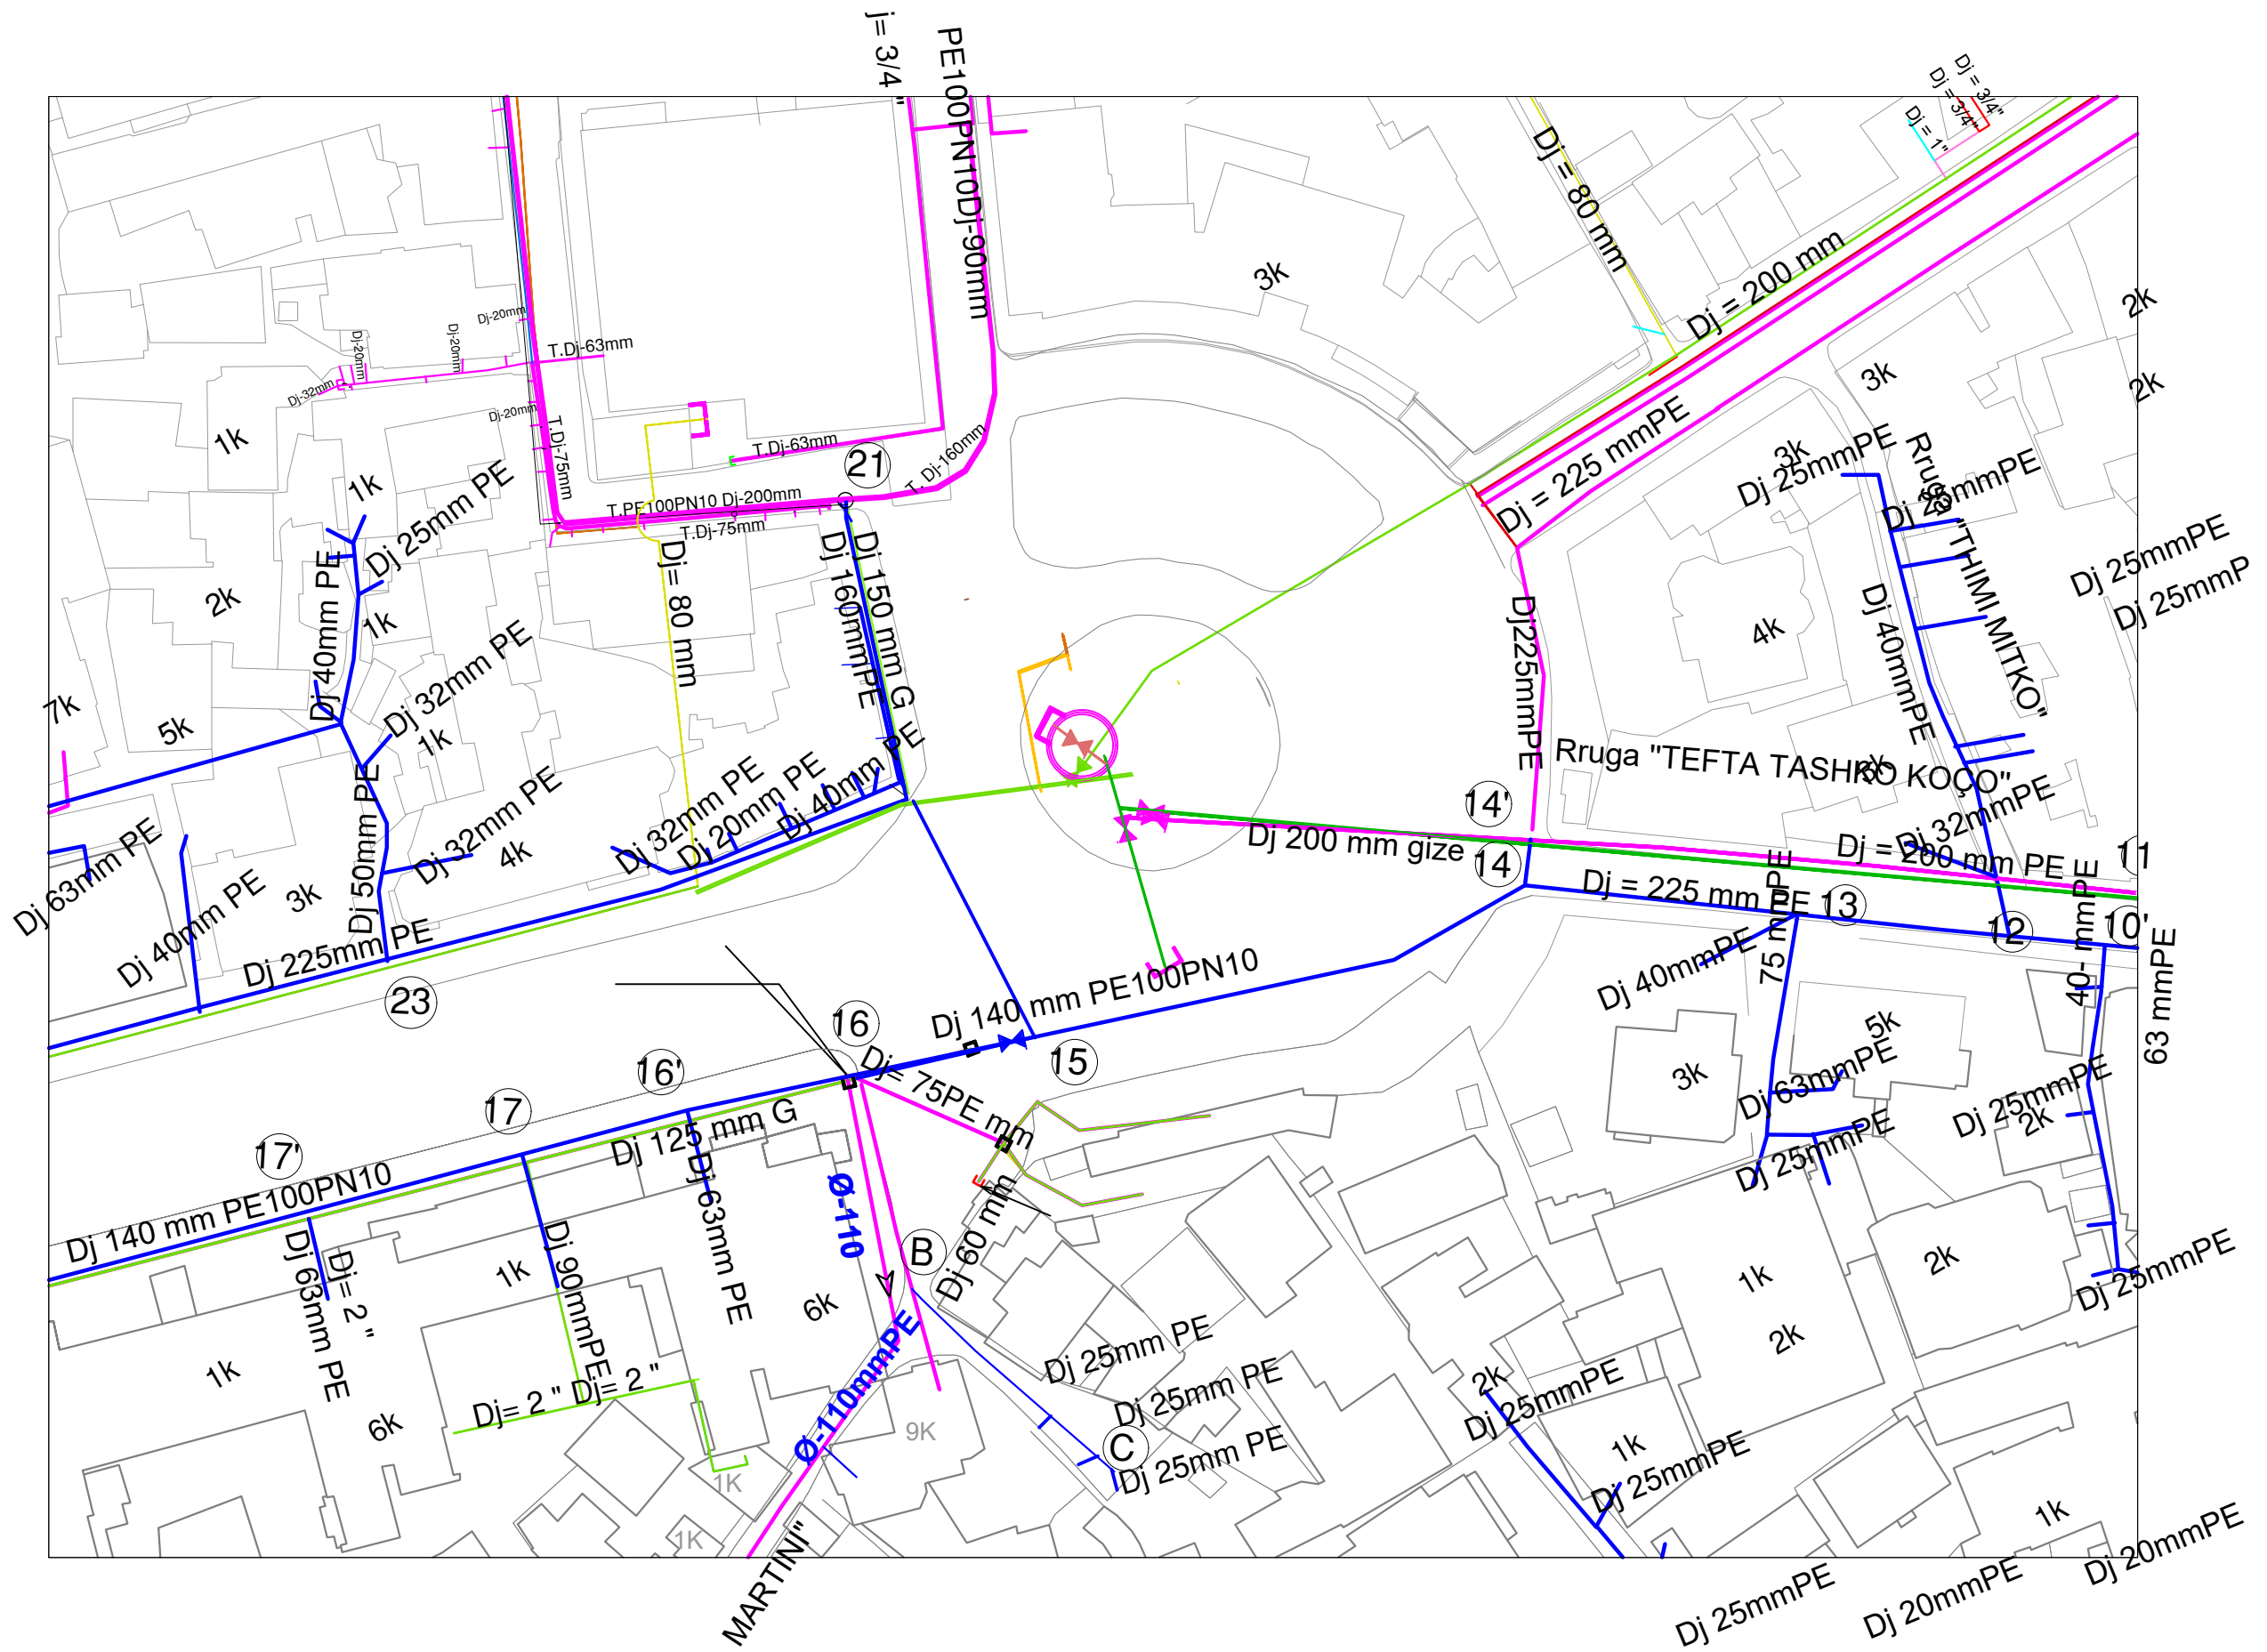 j= 3/4 "
PE100PN10Dj-90mm
Dj = 80 mm
Dj = 3/4"
Dj = 3/4"
Dj = 1"
Dj = 200 mm
3k
2k
3k
2k
Dj-20mm
Dj-20mm
Dj-20mm
Dj-32mm
Dj-20mm
T.Dj-63mm
T.Dj-75mm
1k
T.Dj-63mm
21
T. Dj-160mm
T.PE100PN10 Dj-200mm
T.Dj-75mm
Dj = 225 mmPE
3k
Dj 25mmPE
Dj 25mmPE
Rruga "THIMI MITKO"
Dj 25mmPE
Dj 25mmP
1k
Dj 25mm PE
Dj 40mm PE
2k
1k
Dj= 80 mm
Dj 160mmPE
Dj 150 mm G
PE
Dj225mmPE
4k
Dj 40mmPE
7k
5k
Dj 32mm PE
1k
Rruga "TEFTA TASHKO KOÇO"
6k
Dj 50mm PE
Dj 32mm PE
4k
Dj 32mm PE
Dj 20mm PE
Dj 40mm
14'
14
Dj 200 mm gize
Dj 32mmPE
Dj = 200 mm PE
11
Dj 63mm PE
Dj 40mm PE
3k
Dj 225mm PE
23
Dj = 225 mm PE
13
12
10'
75 mmPE
40- mmPE
63 mmPE
Dj 40mmPE
Dj 140 mm PE100PN10
16
15
16'
17
17'
Dj= 75PE mm
3k
5k
Dj 63mmPE
Dj 25mmPE
Dj 25mmPE
2k
Dj 125 mm G
Dj 140 mm PE100PN10
Dj 63mm PE
Dj= 2 "
1k
Dj 90mmPE
Dj 63mm PE
Ø-110
B
Dj 60 mm
6k
1k
2k
2k
Dj 25mmPE
1k
6k
Dj= 2 "
Dj= 2 "
Ø-110mmPE
9K
1K
1K
Dj 25mm PE
Dj 25mm PE
C
Dj 25mm PE
2k
Dj 25mmPE
1k
Dj 25mmPE
1k
MARTINI"
Dj 25mmPE
Dj 20mmPE
Dj 20mmPE